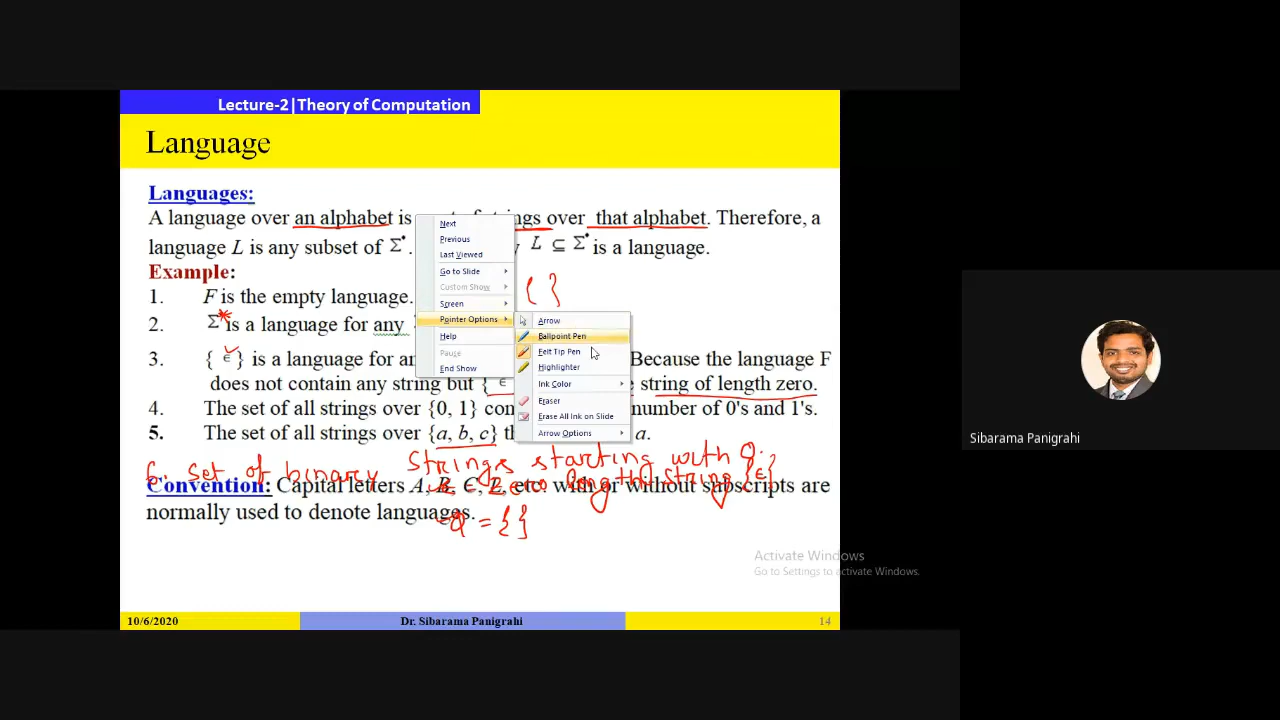 Lecture-2|Theory of Computation
Language
Languages:
A language over an alphabet is strings over that alphabet. Therefore, a
language L is any subset of Σ*. L ⊆ Σ* is a language.
Example:
1. F is the empty language. { }
2. Σ* is a language for any
3. { ϵ } is a language for Because the language F
does not contain any string but { ϵ string of length zero.
4. The set of all strings over {0, 1} number of 0's and 1's.
5. The set of all strings over {a, b, c} a.
6. set of binary strings starting with 0.
Convention: Capital letters A, B, C, L, etc. with or without subscripts are
ϵ = Zero length string {ϵ}
normally used to denote languages.
= { }
Next
Previous
Last Viewed
Go to Slide
Custom Show
Screen
Pointer Options
Help
Pause
End Show
Arrow
Ballpoint Pen
Felt Tip Pen
Highlighter
Ink Color
Eraser
Erase All Ink on Slide
Arrow Options
Activate Windows
Go to Settings to activate Windows.
10/6/2020 Dr. Sibarama Panigrahi 14
Sibarama Panigrahi